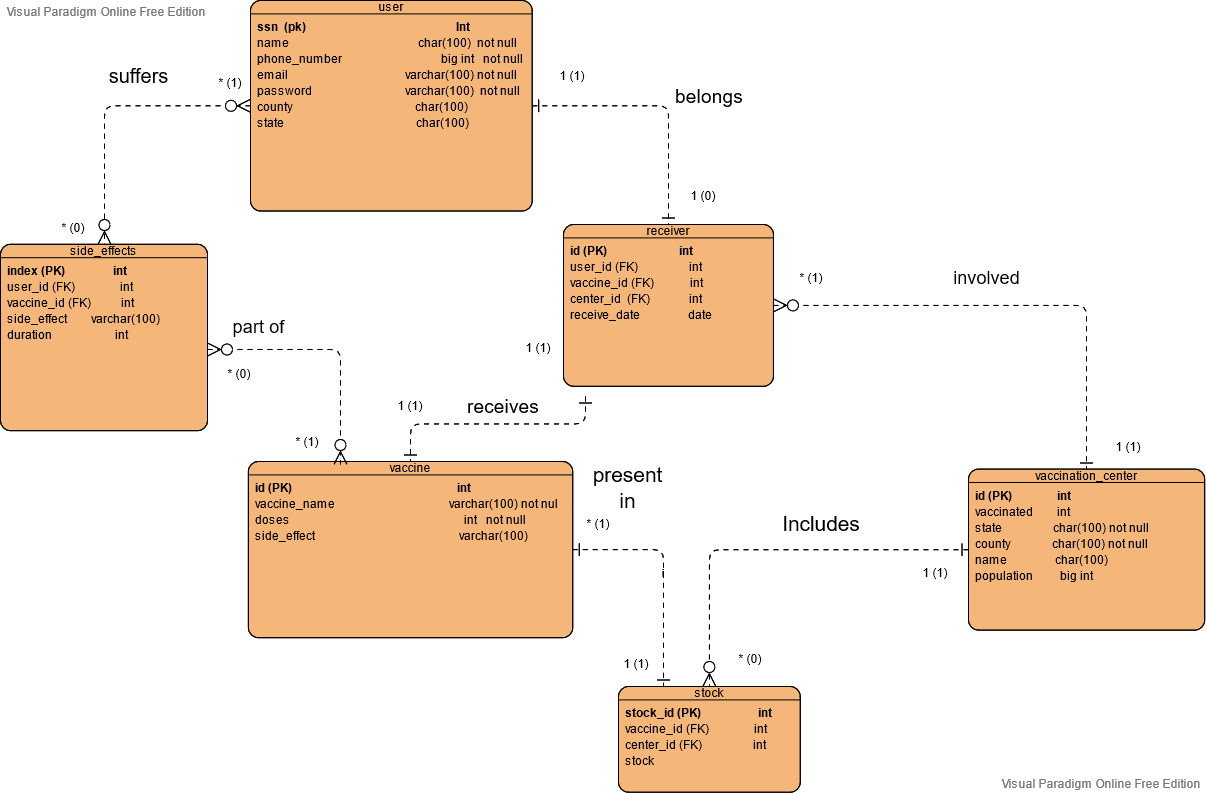 Visual Paradigm Online Free Edition
user
ssn (pk) Int
name char(100) not null
phone_number big int not null
email varchar(100) not null
password varchar(100) not null
county char(100)
state char(100)
suffers
* (1)
1 (1)
belongs
* (0)
1 (0)
side_effects
index (PK) int
user_id (FK) int
vaccine_id (FK) int
side_effect varchar(100)
duration int
receiver
id (PK) int
user_id (FK) int
vaccine_id (FK) int
center_id (FK) int
receive_date date
* (1)
involved
part of
* (0)
1 (1)
1 (1)
receives
* (1)
1 (1)
vaccine
id (PK) int
vaccine_name varchar(100) not nul
doses int not null
side_effect varchar(100)
present
in
* (1)
vaccination_center
id (PK) int
vaccinated int
state char(100) not null
county char(100) not null
name char(100)
population big int
Includes
1 (1)
1 (1)
* (0)
stock
stock_id (PK) int
vaccine_id (FK) int
center_id (FK) int
stock
Visual Paradigm Online Free Edition